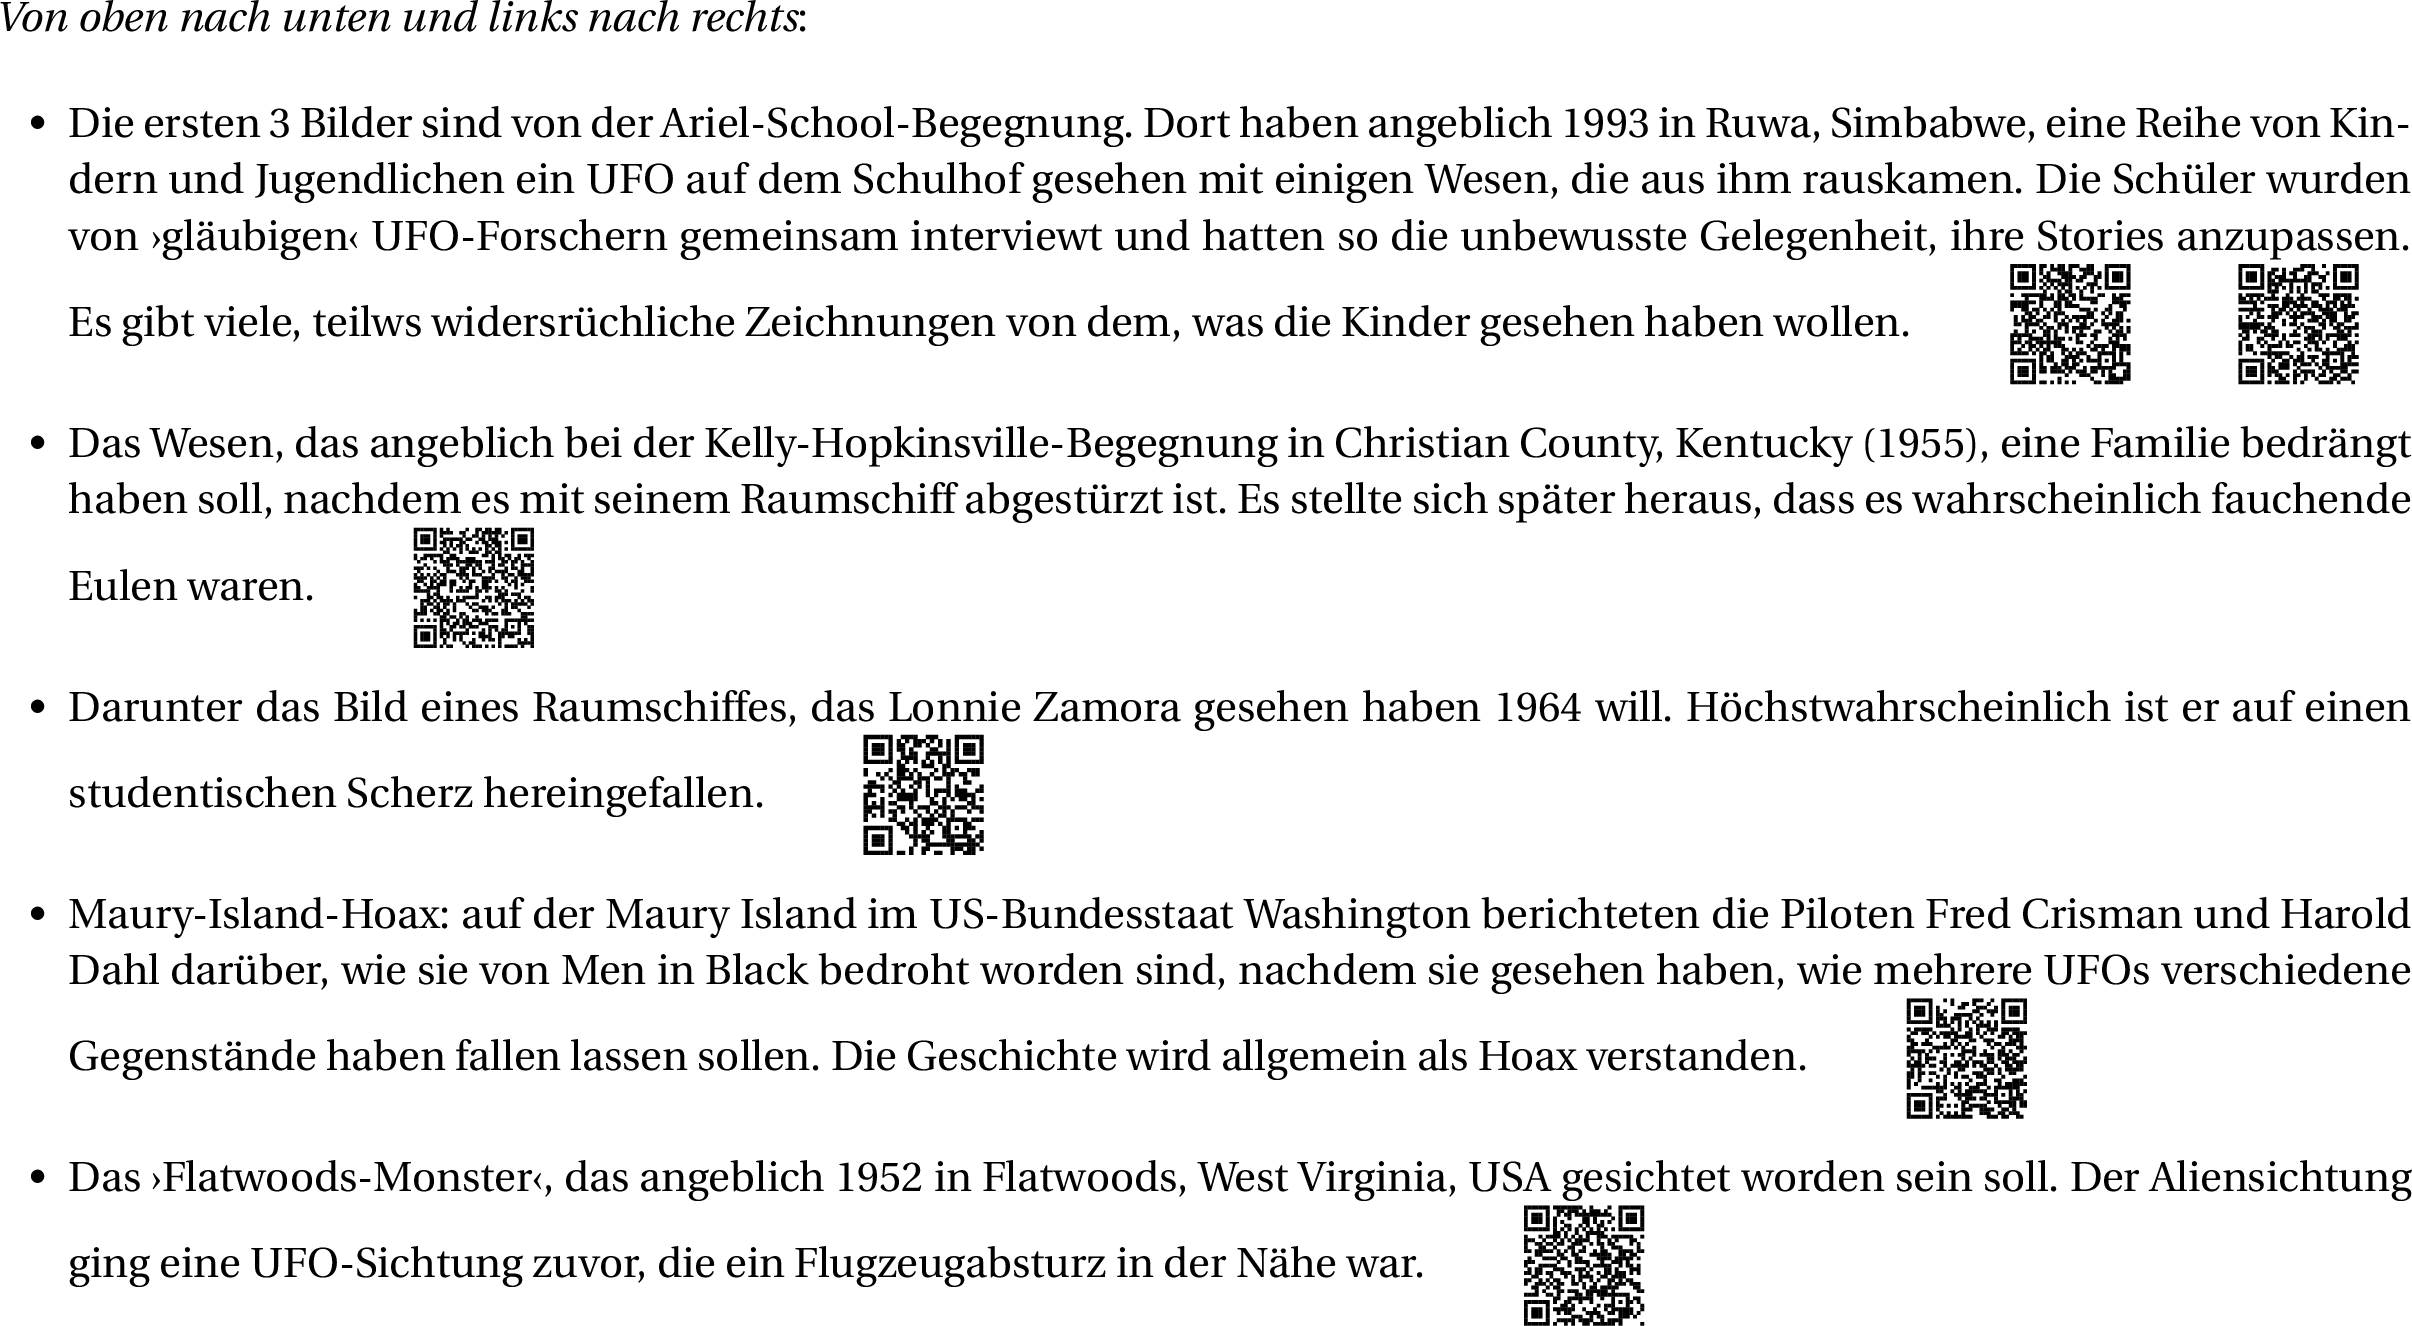 Von oben nach unten und links nach rechts:
• Die ersten 3 Bilder sind von der Ariel-School-Begegnung. Dort haben angeblich 1993 in Ruwa, Simbabwe, eine Reihe von Kin-
dern und Jugendlichen ein UFO auf dem Schulhof gesehen mit einigen Wesen, die aus ihm rauskamen. Die Schüler wurden
von ›gläubigen‹ UFO-Forschern gemeinsam interviewt und hatten so die unbewusste Gelegenheit, ihre Stories anzupassen.
Es gibt viele, teilws widersrüchliche Zeichnungen von dem, was die Kinder gesehen haben wollen.
• Das Wesen, das angeblich bei der Kelly-Hopkinsville-Begegnung in Christian County, Kentucky (1955), eine Familie bedrängt
haben soll, nachdem es mit seinem Raumschiff abgestürzt ist. Es stellte sich später heraus, dass es wahrscheinlich fauchende
Eulen waren.
• Darunter das Bild eines Raumschiffes, das Lonnie Zamora gesehen haben 1964 will. Höchstwahrscheinlich ist er auf einen
studentischen Scherz hereingefallen.
• Maury-Island-Hoax: auf der Maury Island im US-Bundesstaat Washington berichteten die Piloten Fred Crisman und Harold
Dahl darüber, wie sie von Men in Black bedroht worden sind, nachdem sie gesehen haben, wie mehrere UFOs verschiedene
Gegenstände haben fallen lassen sollen. Die Geschichte wird allgemein als Hoax verstanden.
• Das ›Flatwoods-Monster‹, das angeblich 1952 in Flatwoods, West Virginia, USA gesichtet worden sein soll. Der Aliensichtung
ging eine UFO-Sichtung zuvor, die ein Flugzeugabsturz in der Nähe war.